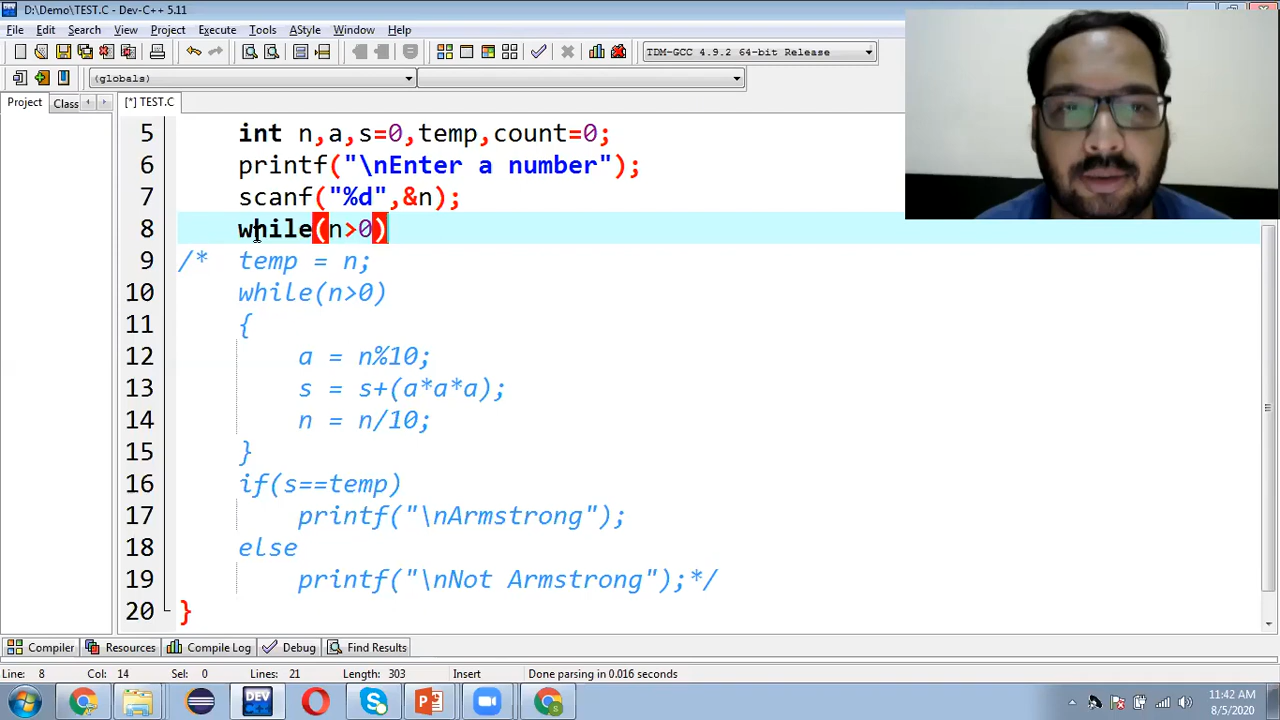 D:\Demo\TEST.C - Dev-C++ 5.11
File Edit Search View Project Execute Tools AStyle Window Help
TDM-GCC 4.9.2 64-bit Release
(globals)
Project Class [*] TEST.C
5 int n,a,s=0,temp,count=0;
6 printf("\nEnter a number");
7 scanf("%d",&n);
8 while(n>0)
9 /* temp = n;
10 while(n>0)
11 {
12 a = n%10;
13 s = s+(a*a*a);
14 n = n/10;
15 }
16 if(s==temp)
17 printf("\nArmstrong");
18 else
19 printf("\nNot Armstrong");*/
20 }
Compiler Resources Compile Log Debug Find Results
Line: 8 Col: 14 Sel: 0 Lines: 21 Length: 303 Insert Done parsing in 0.016 seconds
DEV C++
11:42 AM
8/5/2020